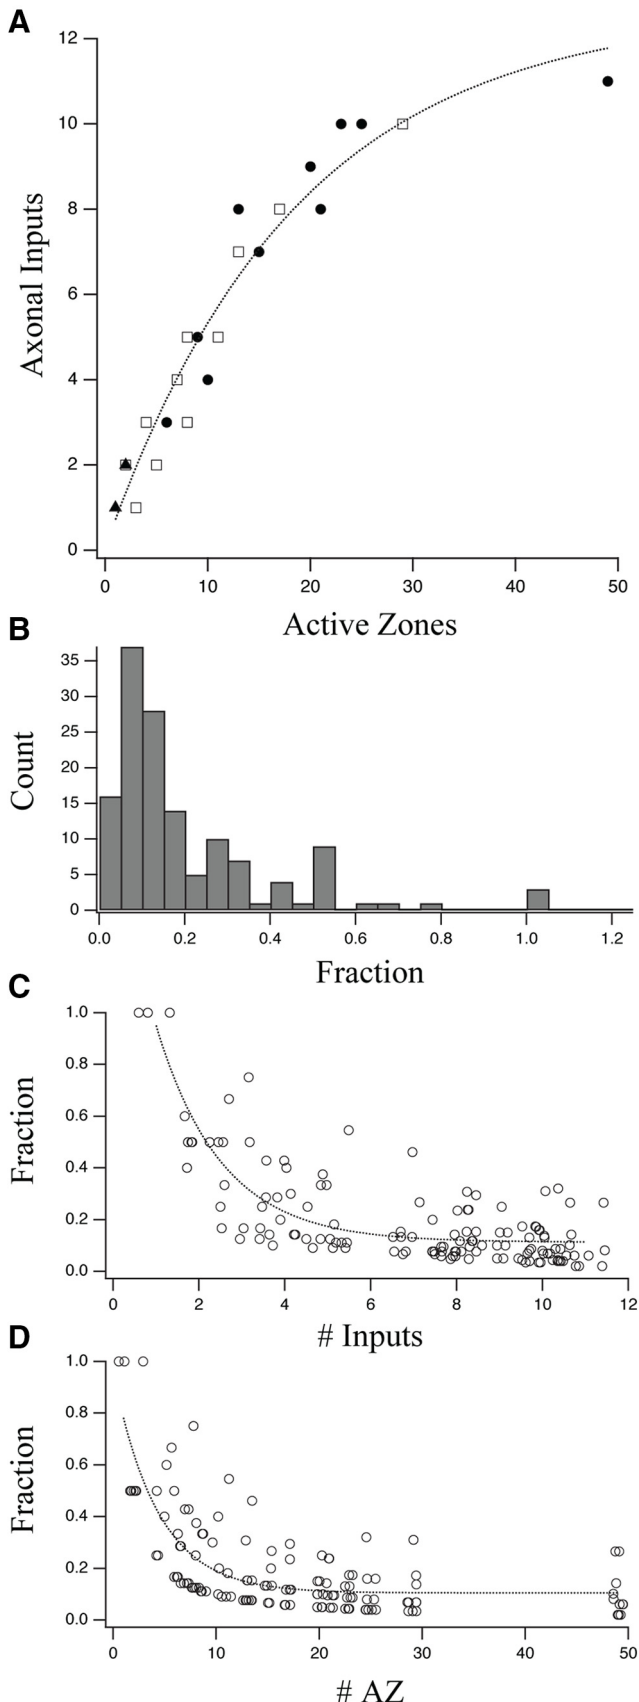 A
12
10
8
6
4
2
0
Axonal Inputs
0 10 20 30 40 50
Active Zones
B
35
30
25
20
15
10
5
0
Count
0.0 0.2 0.4 0.6 0.8 1.0 1.2
Fraction
C
1.0
0.8
0.6
0.4
0.2
0.0
Fraction
0 2 4 6 8 10 12
# Inputs
D
1.0
0.8
0.6
0.4
0.2
0.0
Fraction
0 10 20 30 40 50
# AZ